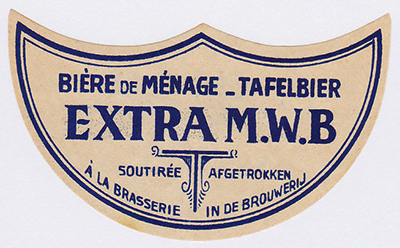 BIÈRE DE MÉNAGE - TAFELBIER
EXTRA M.W.B
SOUTIRÉE AFGETROKKEN
À LA BRASSERIE IN DE BROUWERIJ